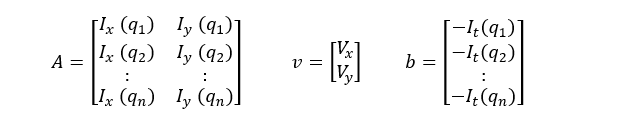 I_x (q_1) I_y (q_1) −I_t(q_1)
I_x (q_2) I_y (q_2) V_x −I_t(q_2)
A = : : v = b = :
V_y
I_x (q_n) I_y (q_n) −I_t(q_n)